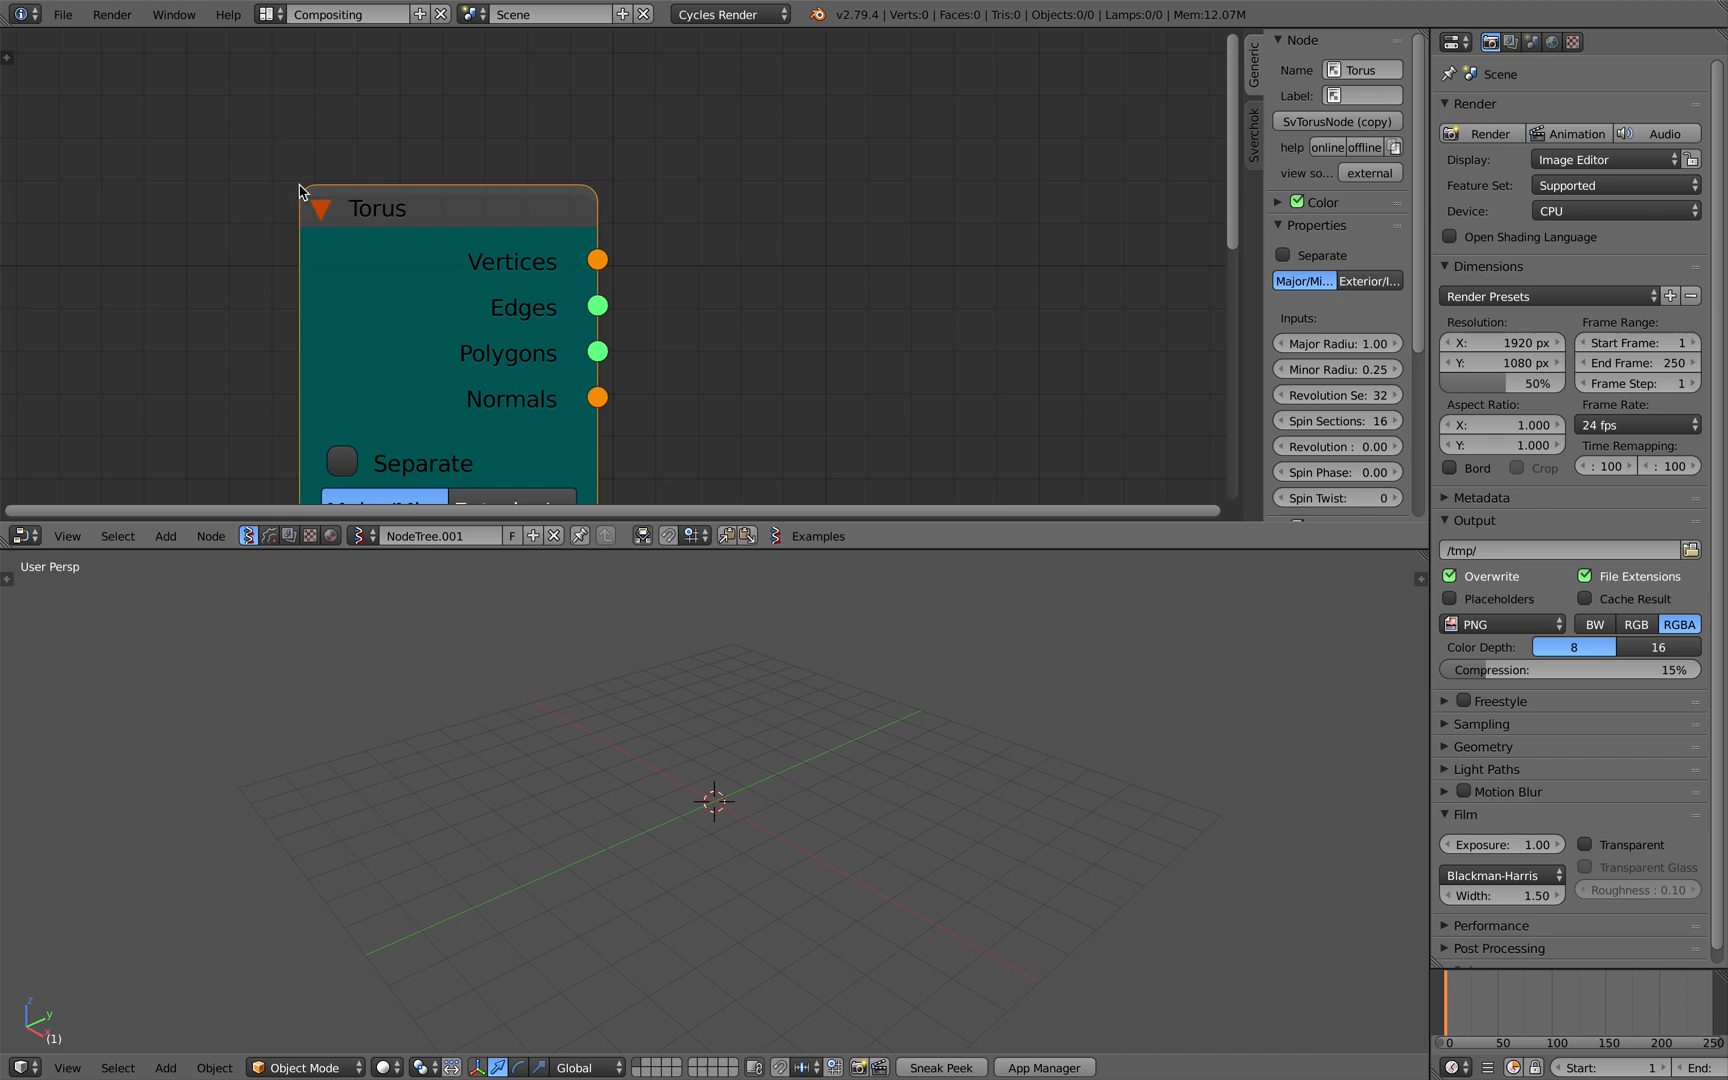 File Render Window Help Compositing Scene Cycles Render v2.79.4 | Verts:0 | Faces:0 | Tris:0 | Objects:0/0 | Lamps:0/0 | Mem:12.07M
Torus
Vertices
Edges
Polygons
Normals
Separate
Generic
Sverchok
Node
Name Torus
Label:
SvTorusNode (copy)
help online offline
view so... external
Color
Properties
Separate
Major/Mi... Exterior/I...
Inputs:
Major Radiu: 1.00
Minor Radiu: 0.25
Revolution Se: 32
Spin Sections: 16
Revolution : 0.00
Spin Phase: 0.00
Spin Twist: 0
View Select Add Node NodeTree.001 F Examples
User Persp
z
y
x
(1)
View Select Add Object Object Mode Global Sneak Peek App Manager
Scene
Render
Render Animation Audio
Display: Image Editor
Feature Set: Supported
Device: CPU
Open Shading Language
Dimensions
Render Presets
Resolution: Frame Range:
X: 1920 px Start Frame: 1
Y: 1080 px End Frame: 250
50% Frame Step: 1
Aspect Ratio: Frame Rate:
X: 1.000 24 fps
Y: 1.000 Time Remapping:
Bord Crop : 100 : 100
Metadata
Output
/tmp/
Overwrite File Extensions
Placeholders Cache Result
PNG BW RGB RGBA
Color Depth: 8 16
Compression: 15%
Freestyle
Sampling
Geometry
Light Paths
Motion Blur
Film
Exposure: 1.00 Transparent
Transparent Glass
Blackman-Harris Roughness : 0.10
Width: 1.50
Performance
Post Processing
0 50 100 150 200 250
Start: 1 End: